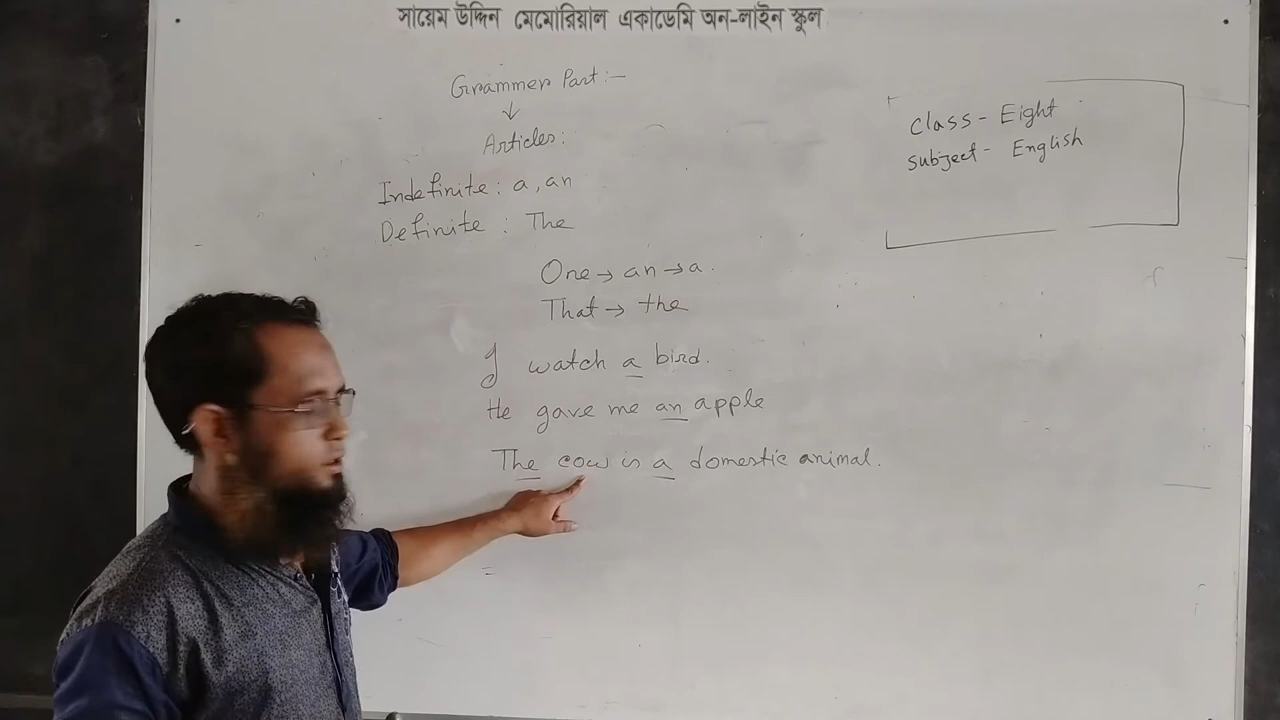 সায়েম উদ্দিন মেমোরিয়াল একাডেমি অন-লাইন স্কুল
Grammer Part:-
↓
Articles:
Indefinite: a, an
Definite : The
One → an → a.
That → the
I watch a bird.
He gave me an apple
The cow is a domestic animal.
Class - Eight
Subject - English